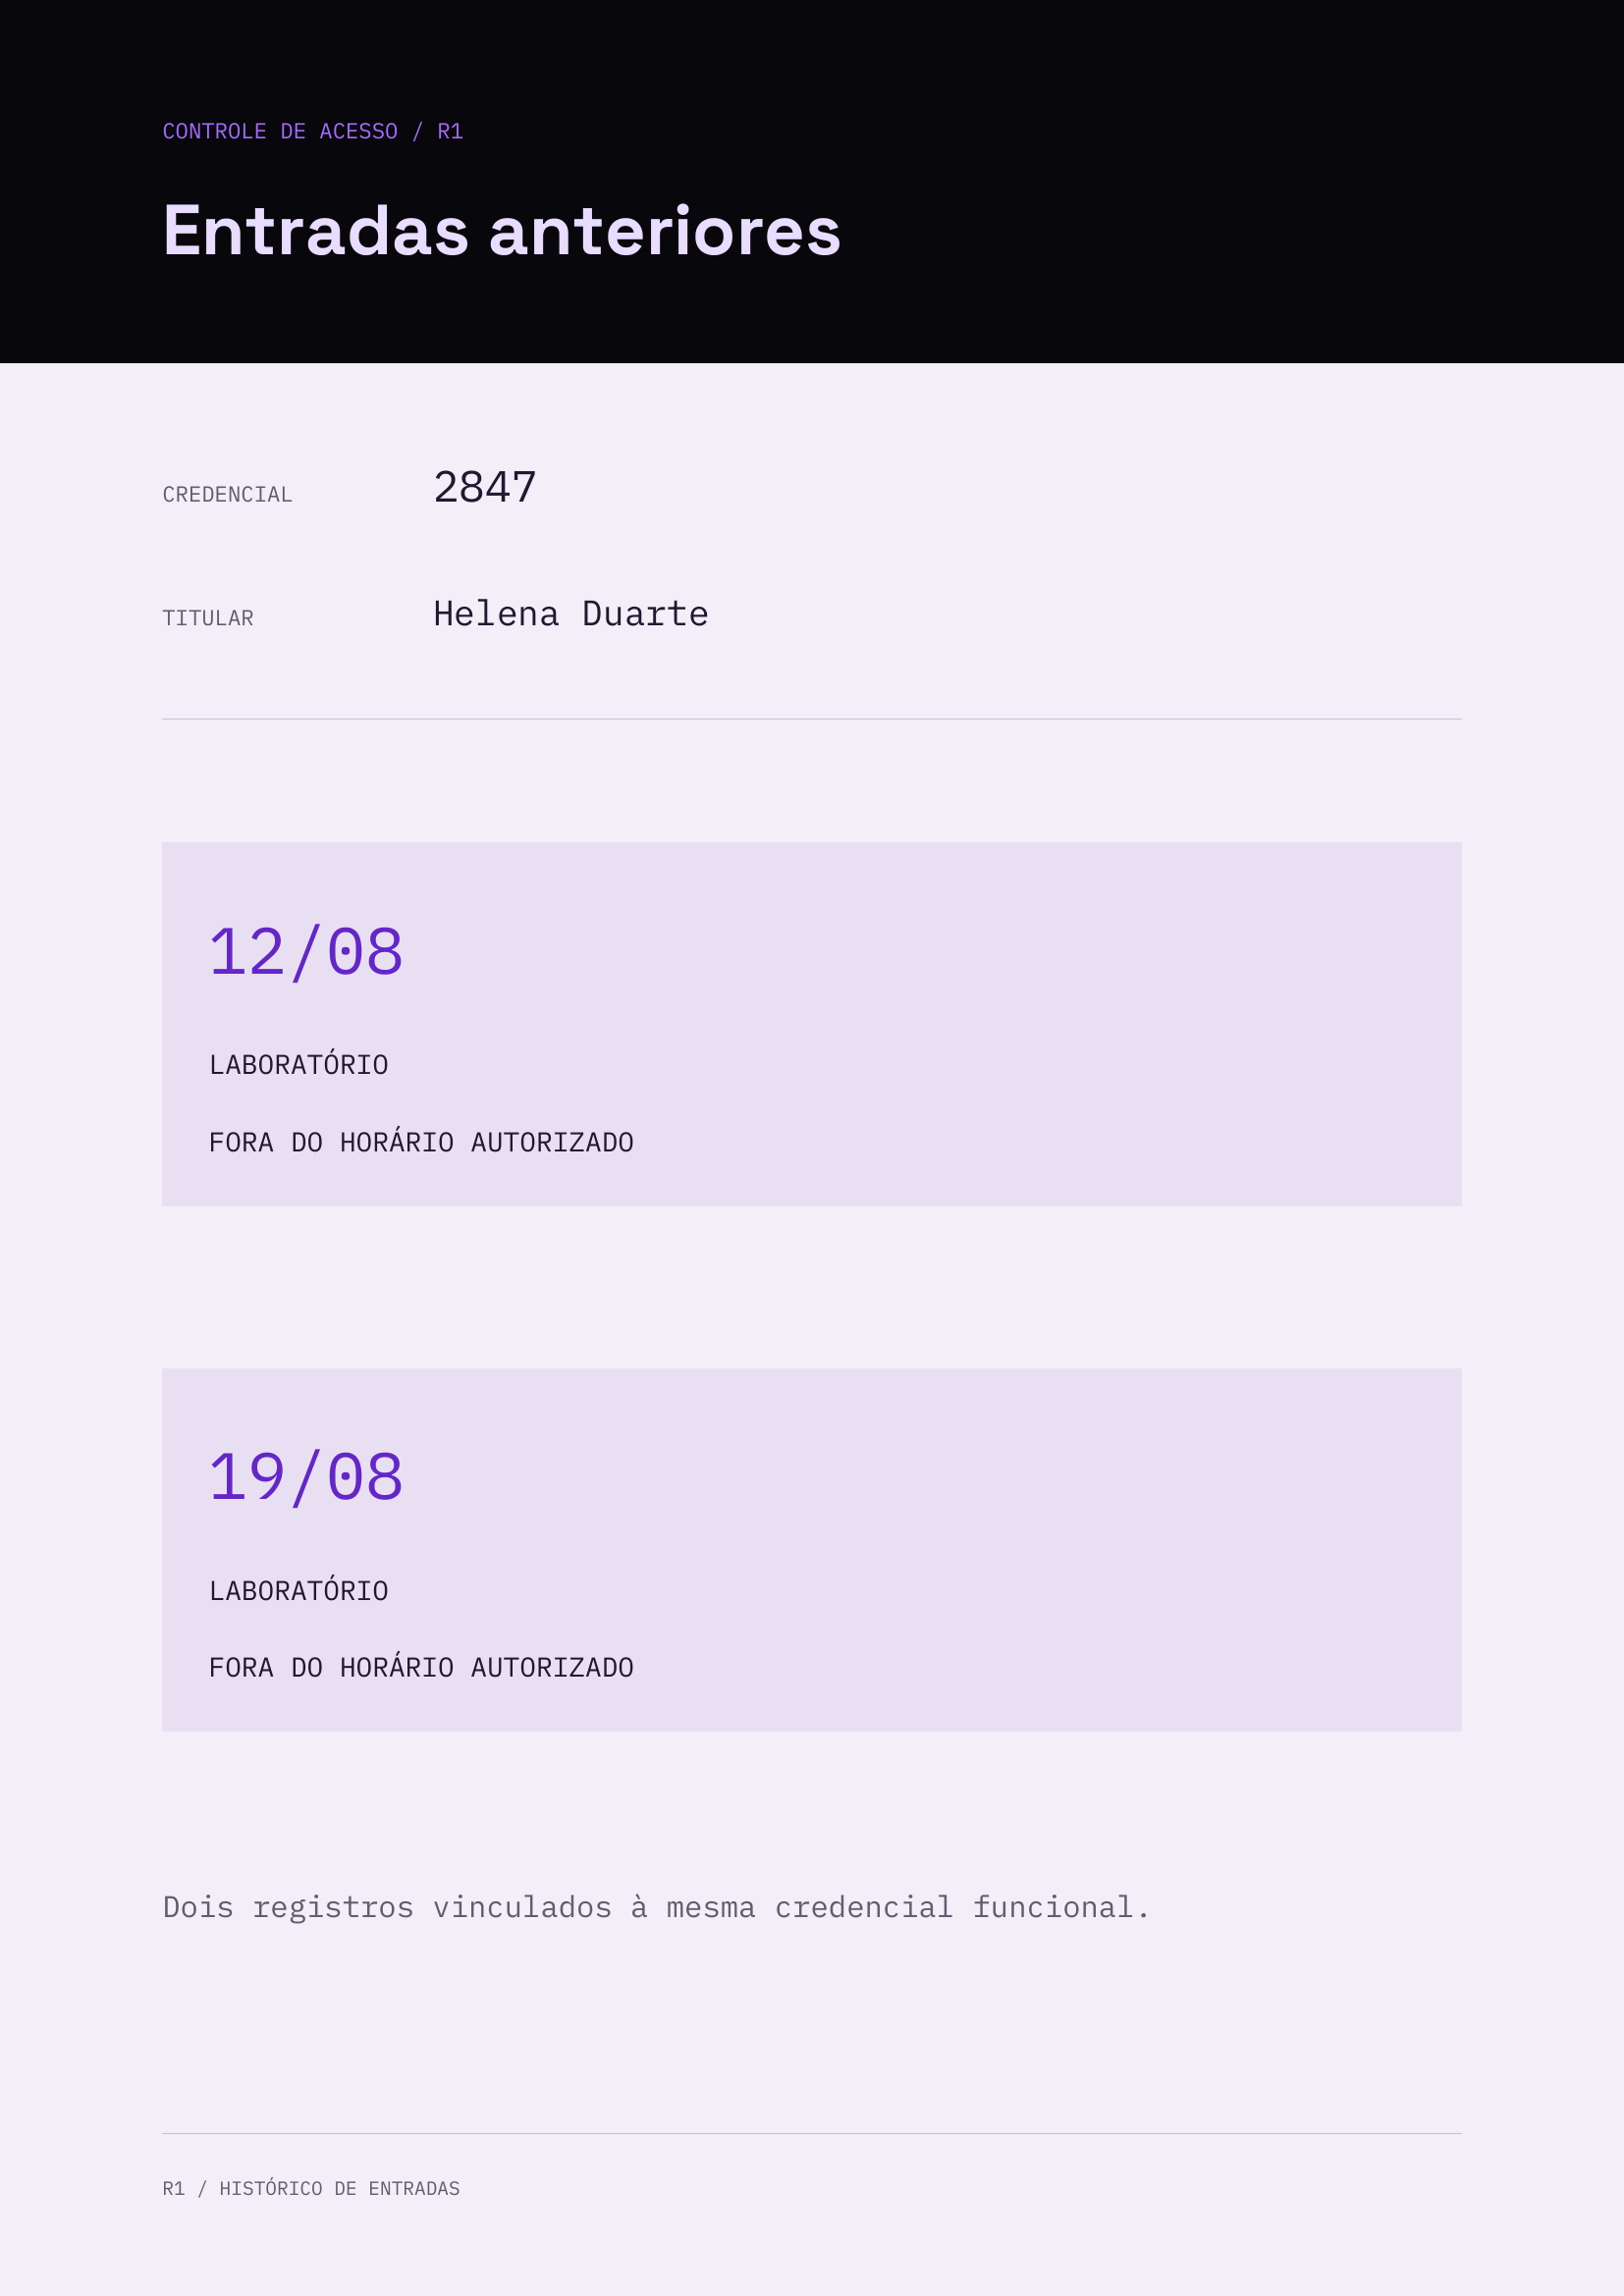 CONTROLE DE ACESSO / R1
Entradas anteriores
CREDENCIAL 2847
TITULAR Helena Duarte
12/08
LABORATÓRIO
FORA DO HORÁRIO AUTORIZADO
19/08
LABORATÓRIO
FORA DO HORÁRIO AUTORIZADO
Dois registros vinculados à mesma credencial funcional.
R1 / HISTÓRICO DE ENTRADAS